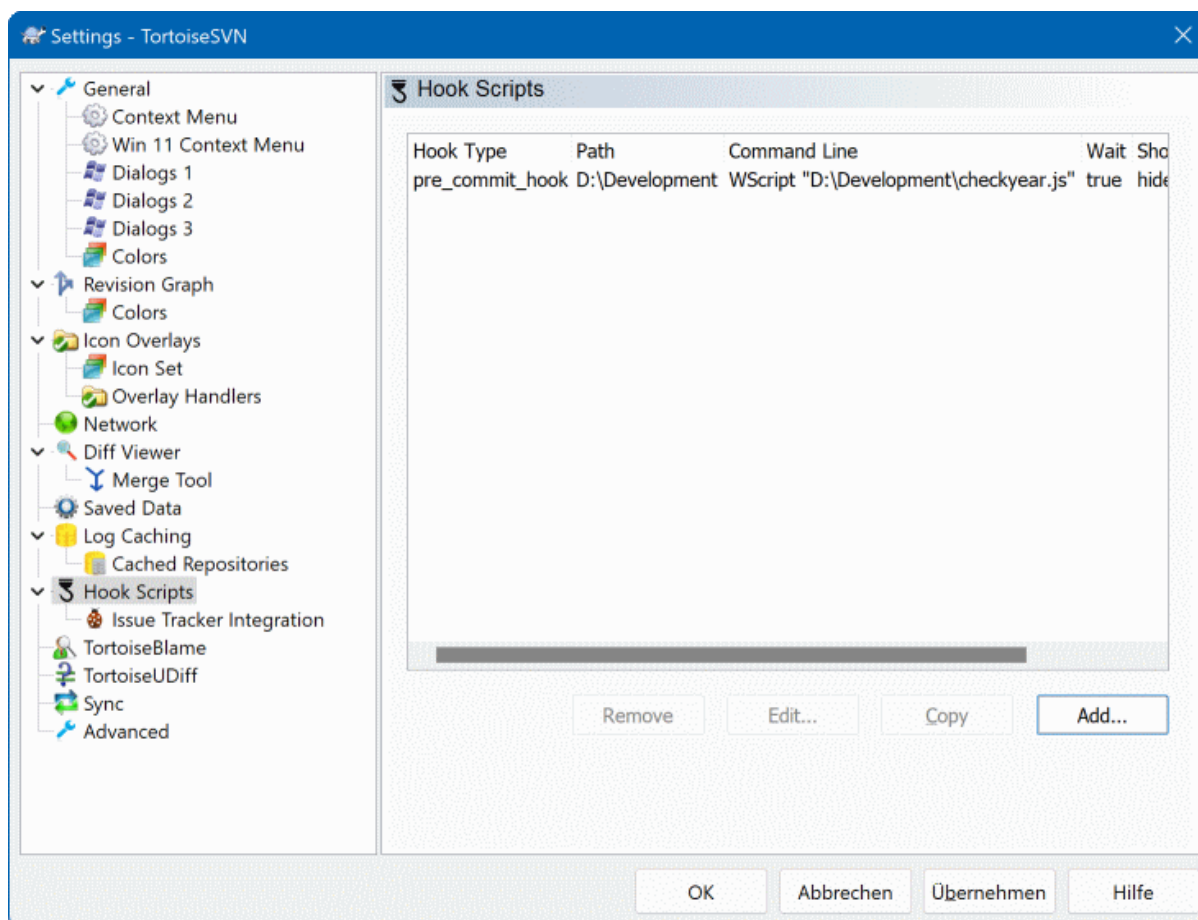 Settings - TortoiseSVN
General
Context Menu
Win 11 Context Menu
Dialogs 1
Dialogs 2
Dialogs 3
Colors
Revision Graph
Colors
Icon Overlays
Icon Set
Overlay Handlers
Network
Diff Viewer
Merge Tool
Saved Data
Log Caching
Cached Repositories
Hook Scripts
Issue Tracker Integration
TortoiseBlame
TortoiseUDiff
Sync
Advanced
Hook Scripts
Hook Type Path Command Line Wait Sho
pre_commit_hook D:\Development WScript "D:\Development\checkyear.js" true hide
Remove Edit... Copy Add...
OK Abbrechen Übernehmen Hilfe